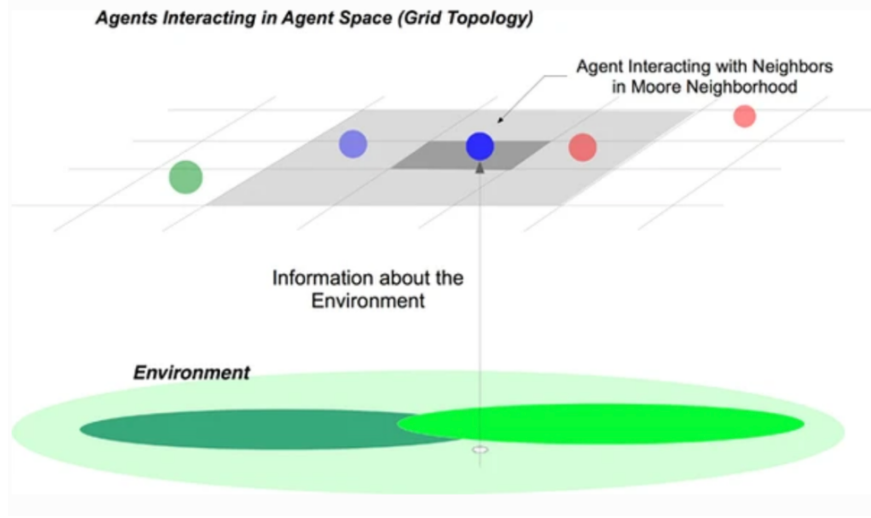 Agents Interacting in Agent Space (Grid Topology)
Agent Interacting with Neighbors
in Moore Neighborhood
Information about the
Environment
Environment